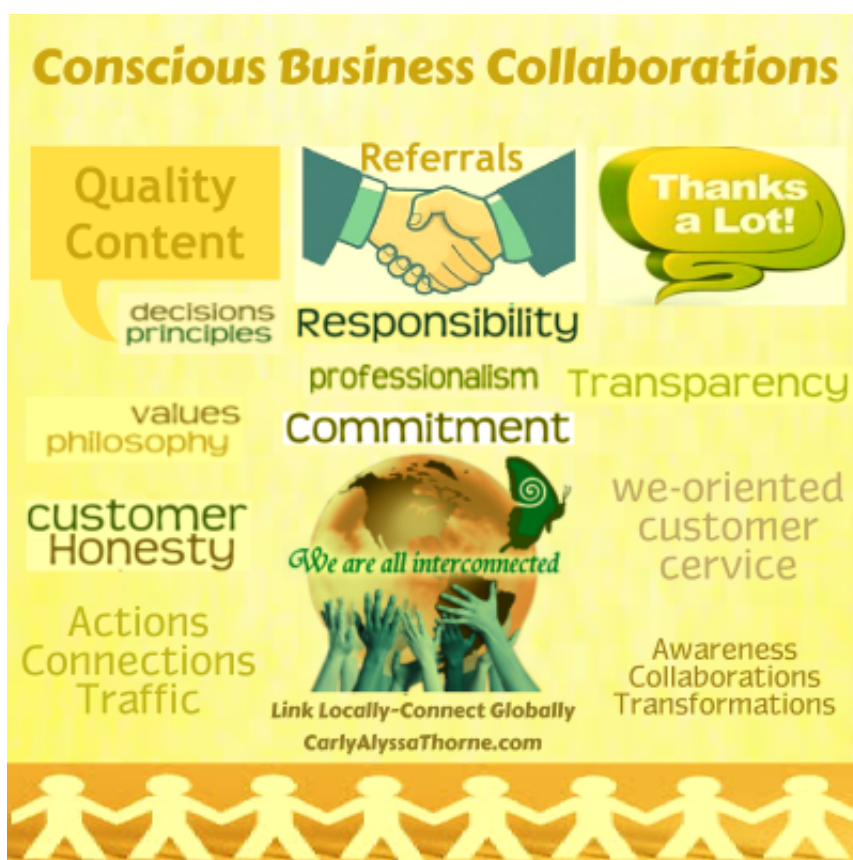 Conscious Business Collaborations
Quality
Content
Referrals
Thanks
a Lot!
decisions
principles
Responsibility
professionalism
Transparency
values
philosophy
Commitment
customer
Honesty
we-oriented
customer
cervice
We are all interconnected
Actions
Connections
Traffic
Awareness
Collaborations
Transformations
Link Locally-Connect Globally
CarlyAlyssaThorne.com